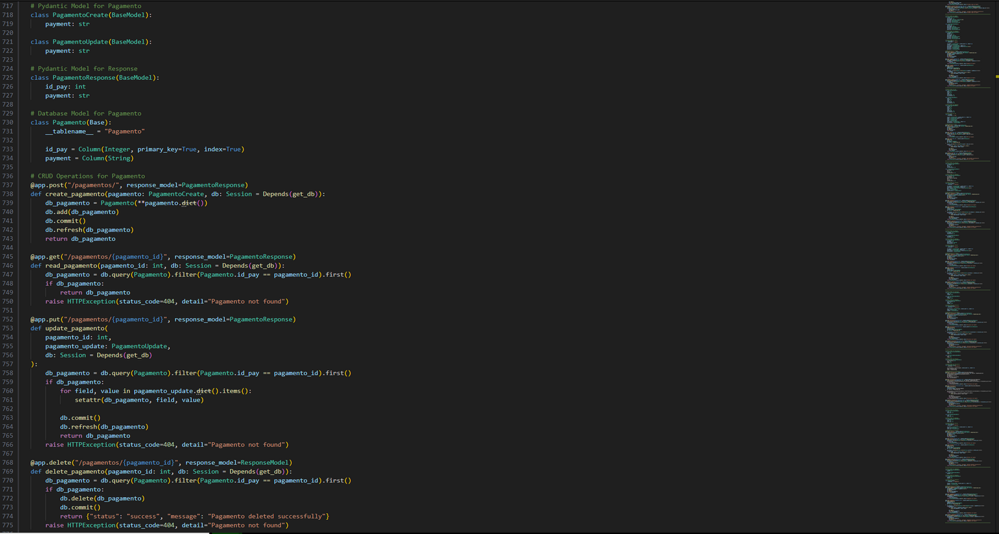 717 # Pydantic Model for Pagamento
718 class PagamentoCreate(BaseModel):
719     payment: str
720
721 class PagamentoUpdate(BaseModel):
722     payment: str
723
724 # Pydantic Model for Response
725 class PagamentoResponse(BaseModel):
726     id_pay: int
727     payment: str
728
729 # Database Model for Pagamento
730 class Pagamento(Base):
731     __tablename__ = "Pagamento"
732
733     id_pay = Column(Integer, primary_key=True, index=True)
734     payment = Column(String)
735
736 # CRUD Operations for Pagamento
737 @app.post("/pagamentos/", response_model=PagamentoResponse)
738 def create_pagamento(pagamento: PagamentoCreate, db: Session = Depends(get_db)):
739     db_pagamento = Pagamento(**pagamento.dict())
740     db.add(db_pagamento)
741     db.commit()
742     db.refresh(db_pagamento)
743     return db_pagamento
744
745 @app.get("/pagamentos/{pagamento_id}", response_model=PagamentoResponse)
746 def read_pagamento(pagamento_id: int, db: Session = Depends(get_db)):
747     db_pagamento = db.query(Pagamento).filter(Pagamento.id_pay == pagamento_id).first()
748     if db_pagamento:
749         return db_pagamento
750     raise HTTPException(status_code=404, detail="Pagamento not found")
751
752 @app.put("/pagamentos/{pagamento_id}", response_model=PagamentoResponse)
753 def update_pagamento(
754     pagamento_id: int,
755     pagamento_update: PagamentoUpdate,
756     db: Session = Depends(get_db)
757 ):
758     db_pagamento = db.query(Pagamento).filter(Pagamento.id_pay == pagamento_id).first()
759     if db_pagamento:
760         for field, value in pagamento_update.dict().items():
761             setattr(db_pagamento, field, value)
762
763         db.commit()
764         db.refresh(db_pagamento)
765         return db_pagamento
766     raise HTTPException(status_code=404, detail="Pagamento not found")
767
768 @app.delete("/pagamentos/{pagamento_id}", response_model=ResponseModel)
769 def delete_pagamento(pagamento_id: int, db: Session = Depends(get_db)):
770     db_pagamento = db.query(Pagamento).filter(Pagamento.id_pay == pagamento_id).first()
771     if db_pagamento:
772         db.delete(db_pagamento)
773         db.commit()
774         return {"status": "success", "message": "Pagamento deleted successfully"}
775     raise HTTPException(status_code=404, detail="Pagamento not found")